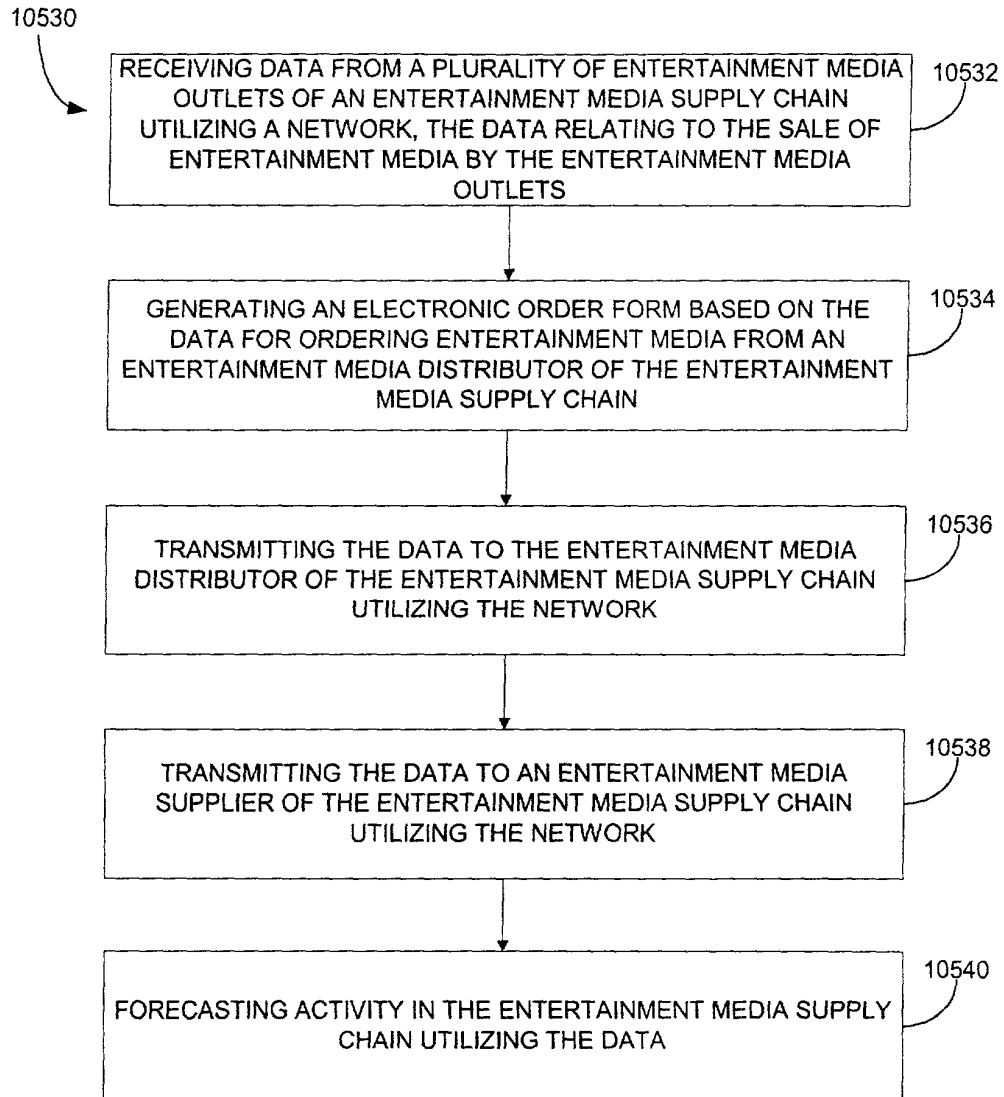 10530
RECEIVING DATA FROM A PLURALITY OF ENTERTAINMENT MEDIA
OUTLETS OF AN ENTERTAINMENT MEDIA SUPPLY CHAIN
UTILIZING A NETWORK, THE DATA RELATING TO THE SALE OF
ENTERTAINMENT MEDIA BY THE ENTERTAINMENT MEDIA
OUTLETS
10532
GENERATING AN ELECTRONIC ORDER FORM BASED ON THE
DATA FOR ORDERING ENTERTAINMENT MEDIA FROM AN
ENTERTAINMENT MEDIA DISTRIBUTOR OF THE ENTERTAINMENT
MEDIA SUPPLY CHAIN
10534
TRANSMITTING THE DATA TO THE ENTERTAINMENT MEDIA
DISTRIBUTOR OF THE ENTERTAINMENT MEDIA SUPPLY CHAIN
UTILIZING THE NETWORK
10536
TRANSMITTING THE DATA TO AN ENTERTAINMENT MEDIA
SUPPLIER OF THE ENTERTAINMENT MEDIA SUPPLY CHAIN
UTILIZING THE NETWORK
10538
FORECASTING ACTIVITY IN THE ENTERTAINMENT MEDIA SUPPLY
CHAIN UTILIZING THE DATA
10540